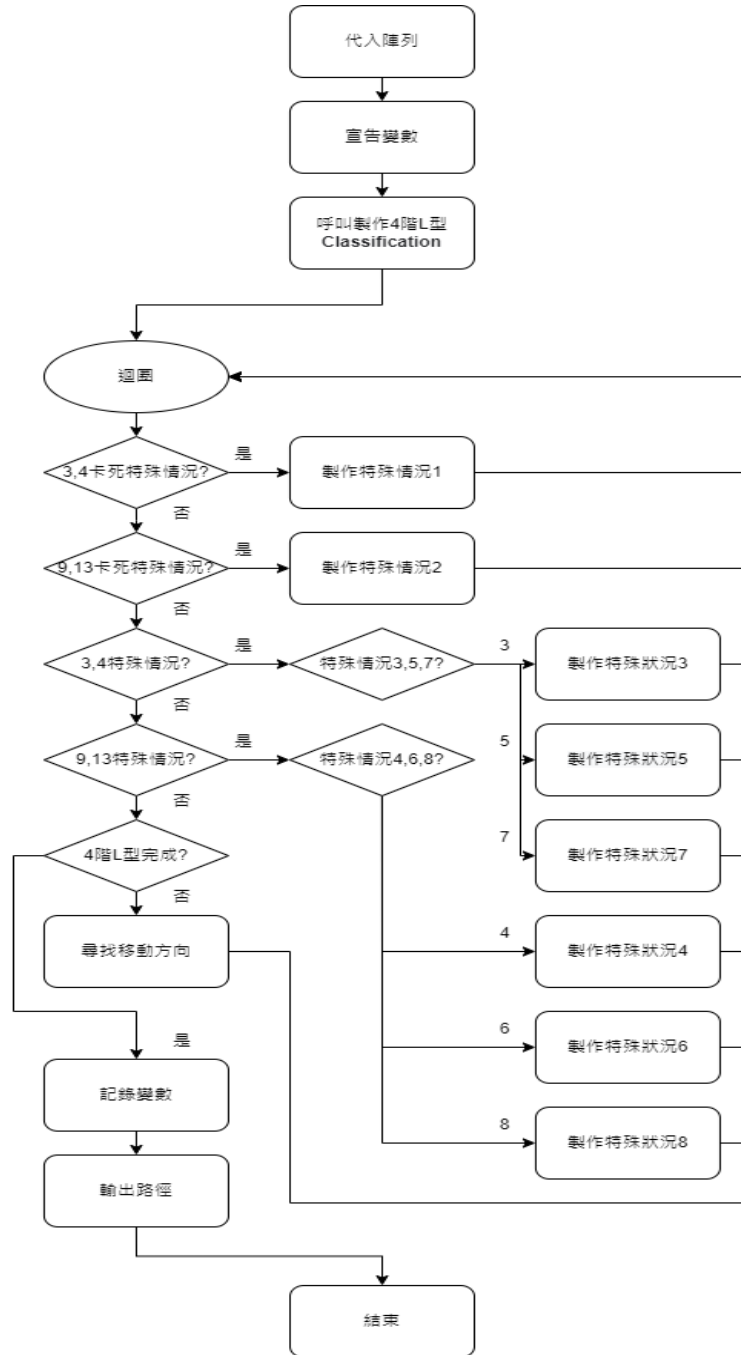 代入陣列
宣告變數
呼叫製作4階L型
Classification
迴圈
3,4卡死特殊情況?
是
製作特殊情況1
否
9,13卡死特殊情況?
是
製作特殊情況2
否
3,4特殊情況?
是
特殊情況3,5,7?
3
製作特殊狀況3
否
9,13特殊情況?
是
特殊情況4,6,8?
5
製作特殊狀況5
否
4階L型完成?
7
製作特殊狀況7
否
尋找移動方向
4
製作特殊狀況4
6
製作特殊狀況6
是
記錄變數
8
製作特殊狀況8
輸出路徑
結束